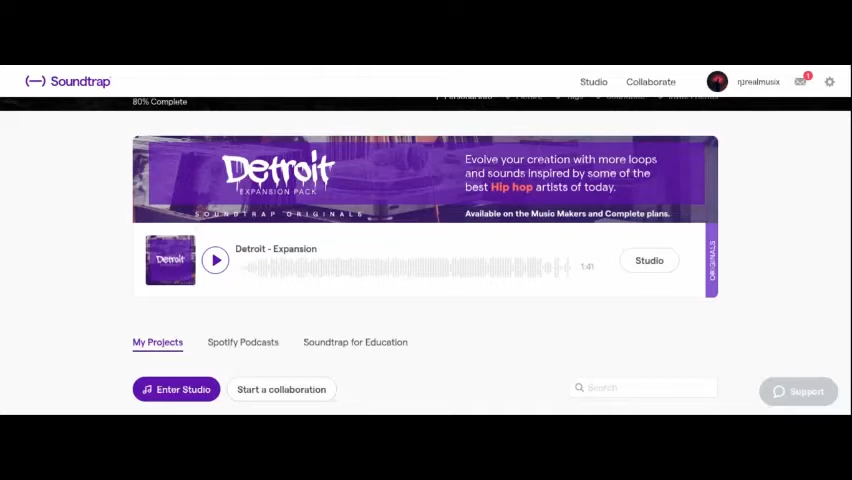 Soundtrap
Studio
Collaborate
rjsrealmusix
1
80% Complete
Detroit
EXPANSION PACK
SOUNDTRAP ORIGINALS
Evolve your creation with more loops
and sounds inspired by some of the
best Hip hop artists of today.
Available on the Music Makers and Complete plans.
Detroit
Detroit - Expansion
1:41
Studio
ORIGINALS
My Projects
Spotify Podcasts
Soundtrap for Education
Enter Studio
Start a collaboration
Search
Support